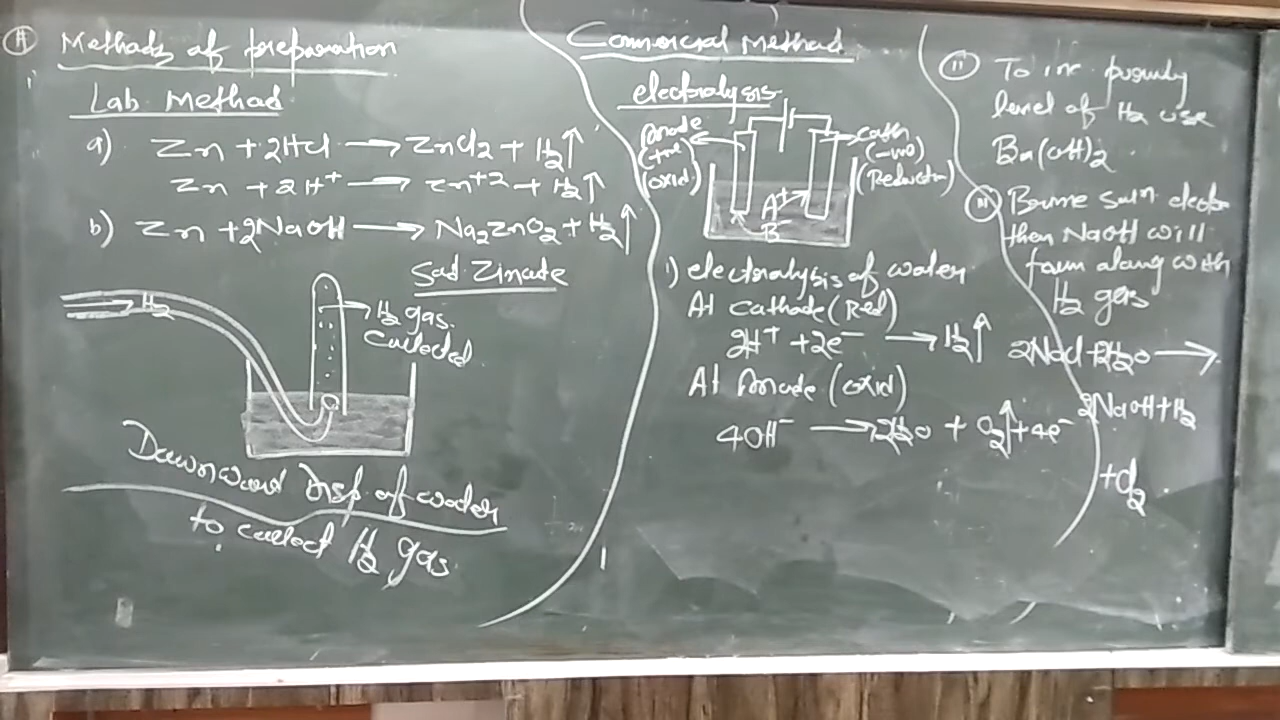 II Methods of preparation
i)
Lab Method
a) Zn + 2HCl → ZnCl2 + H2↑
Zn + 2H+ → Zn+2 + H2↑
b) Zn + 2NaOH → Na2ZnO2 + H2↑
Sod Zincate
→ H2
→ H2 gas.
Collected
Downward Disp. of water
to collect H2 gas.
Commercial Method
electrolysis
Anode
(+ve)
(oxid)
Cath
(-ve)
(Reduction)
A+
B-
i) electrolysis of water
At Cathode (Red)
2H+ + 2e- → H2↑
At Anode (oxid)
4OH- → 2H2O + O2↑ + 4e-
ii) To inc purity
level of H2 use
Ba(OH)2
iii) Brine soln electro
then NaOH will
form along with
H2 gas
2NaCl + 2H2O →
2NaOH + H2
+ Cl2